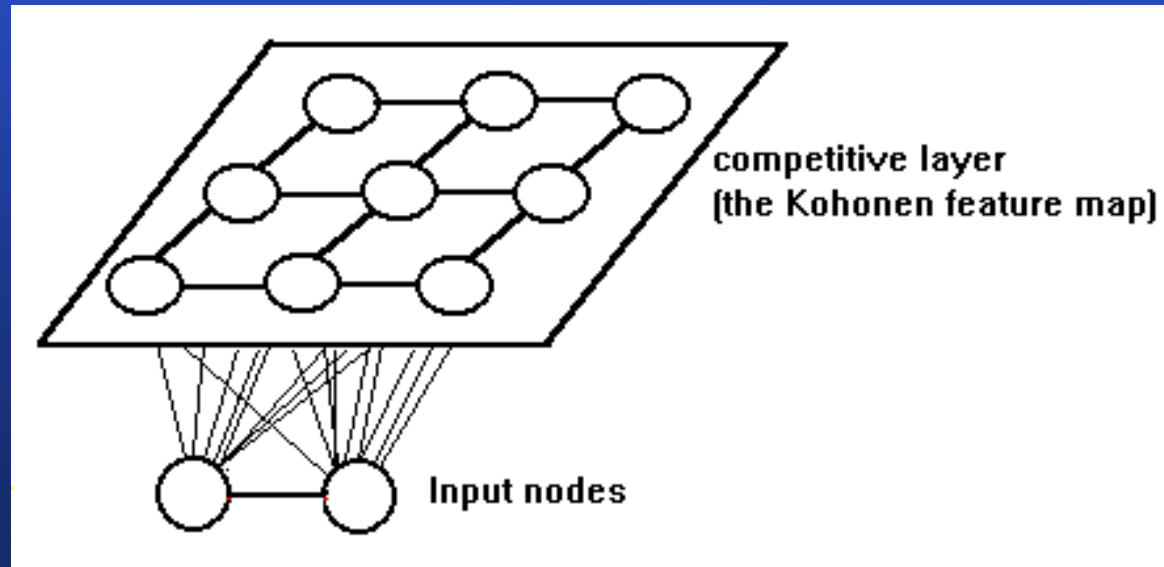 competitive layer
(the Kohonen feature map)
Input nodes